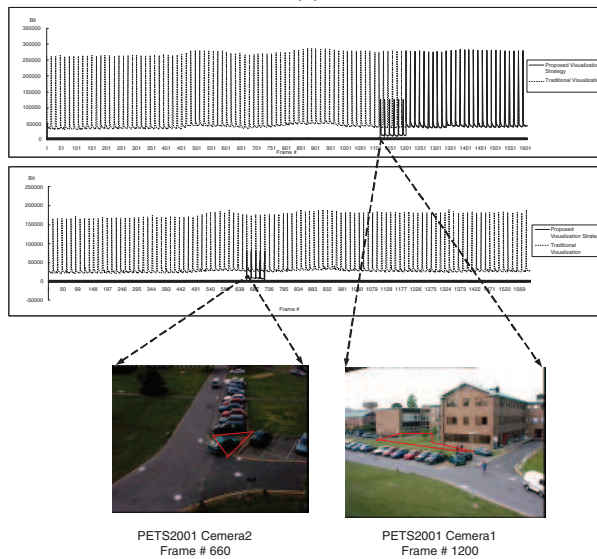 Bit
350000
300000
250000
200000
150000
100000
50000
0
1 51 101 151 201 251 301 351 401 451 501 551 601 651 701 751 801 851 901 951 1001 1051 1101 1151 1201 1251 1301 1351 1401 1451 1501 1551 1601
Frame #
Proposed Visualization
Strategy
Traditional Visualization
Bit
250000
200000
150000
100000
50000
0
-50000
50 99 148 197 246 295 344 393 442 491 540 589 638 687 736 785 834 883 932 981 1030 1079 1128 1177 1226 1275 1324 1373 1422 1471 1520 1569
Frame #
Proposed
Visualization Strate
Traditional
Visualization
PETS2001 Cemera2
Frame # 660
PETS2001 Cemera1
Frame # 1200